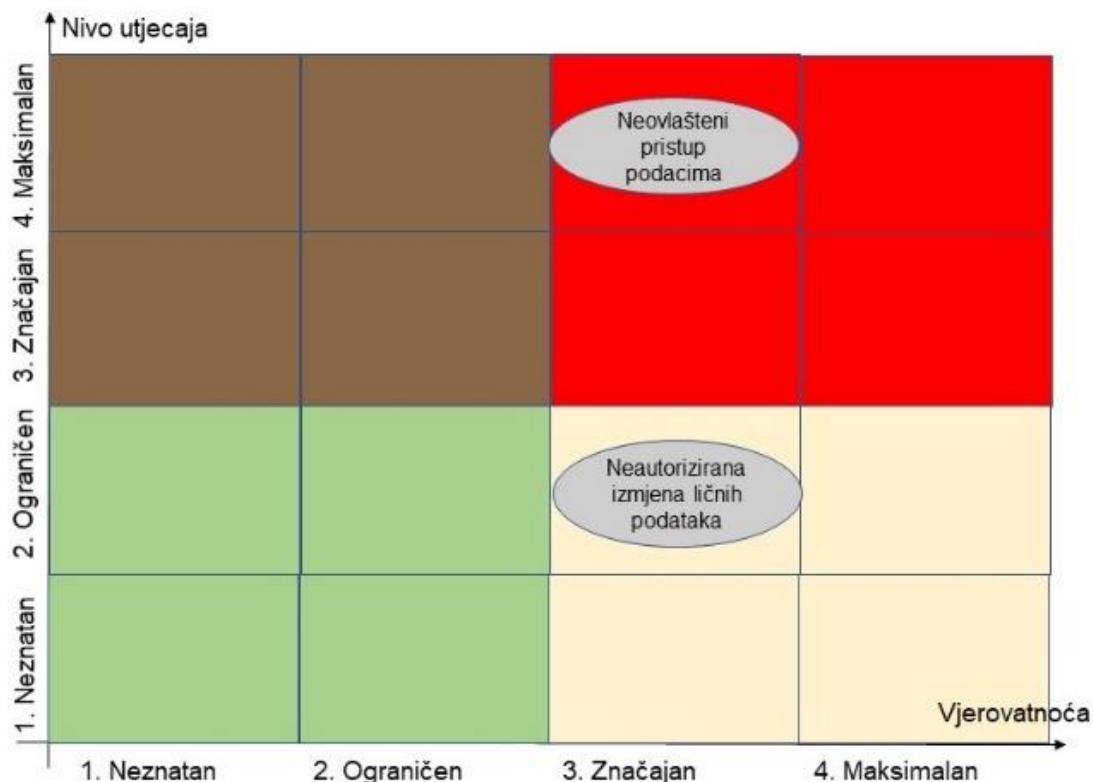 Nivo utjecaja
4. Maksimalan
3. Značajan
2. Ograničen
1. Neznatan
Neovlašteni
pristup
podacima
Neautorizirana
izmjena ličnih
podataka
Vjerovatnoća
1. Neznatan
2. Ograničen
3. Značajan
4. Maksimalan